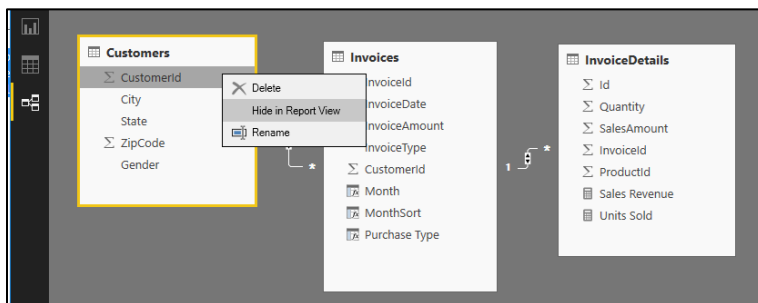 Customers
CustomerId
City
State
ZipCode
Gender
Delete
Hide in Report View
Rename
Invoices
InvoiceId
InvoiceDate
InvoiceAmount
InvoiceType
CustomerId
Month
MonthSort
Purchase Type
*
1
*
InvoiceDetails
Id
Quantity
SalesAmount
InvoiceId
ProductId
Sales Revenue
Units Sold